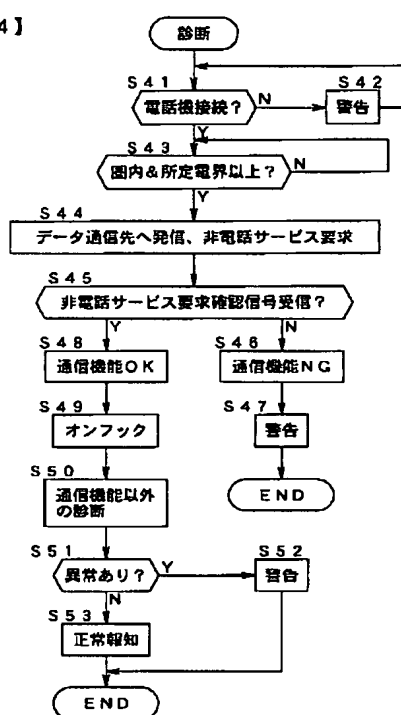 4】
診断
S41
電話機接続？
N
S42
警告
Y
S43
圏内＆所定電界以上？
N
Y
S44
データ通信先へ発信、非電話サービス要求
S45
非電話サービス要求確認信号受信？
Y
N
S48
通信機能OK
S46
通信機能NG
S49
オンフック
S47
警告
S50
通信機能以外
の診断
END
S51
異常あり？
Y
S52
警告
N
S53
正常報知
END